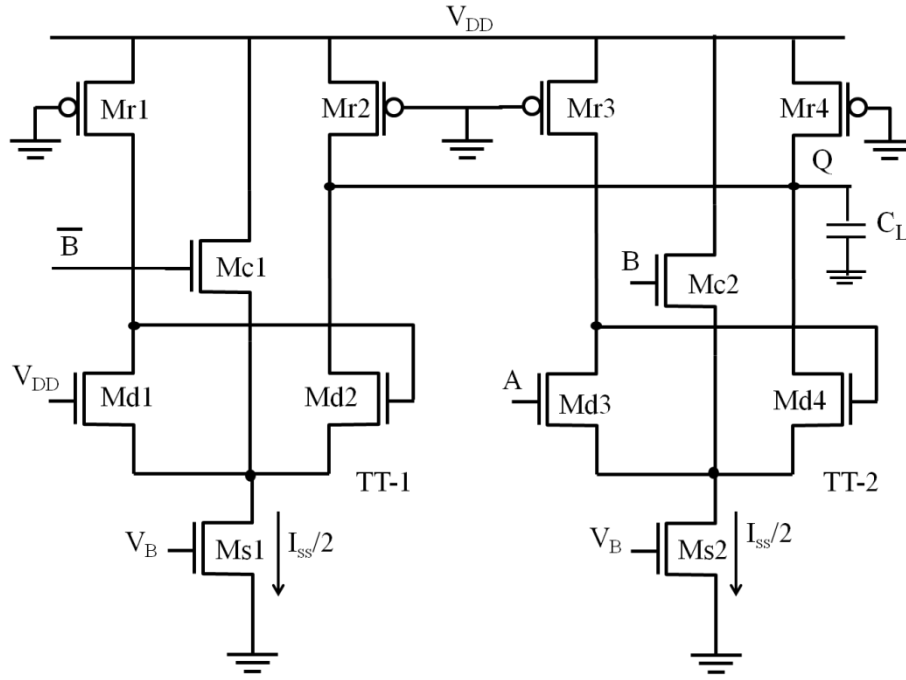 V_DD
Mr1
Mr2
Mr3
Mr4
Q
C_L
B̅
Mc1
B
Mc2
V_DD
Md1
Md2
A
Md3
Md4
TT-1
TT-2
V_B
Ms1
I_ss/2
V_B
Ms2
I_ss/2